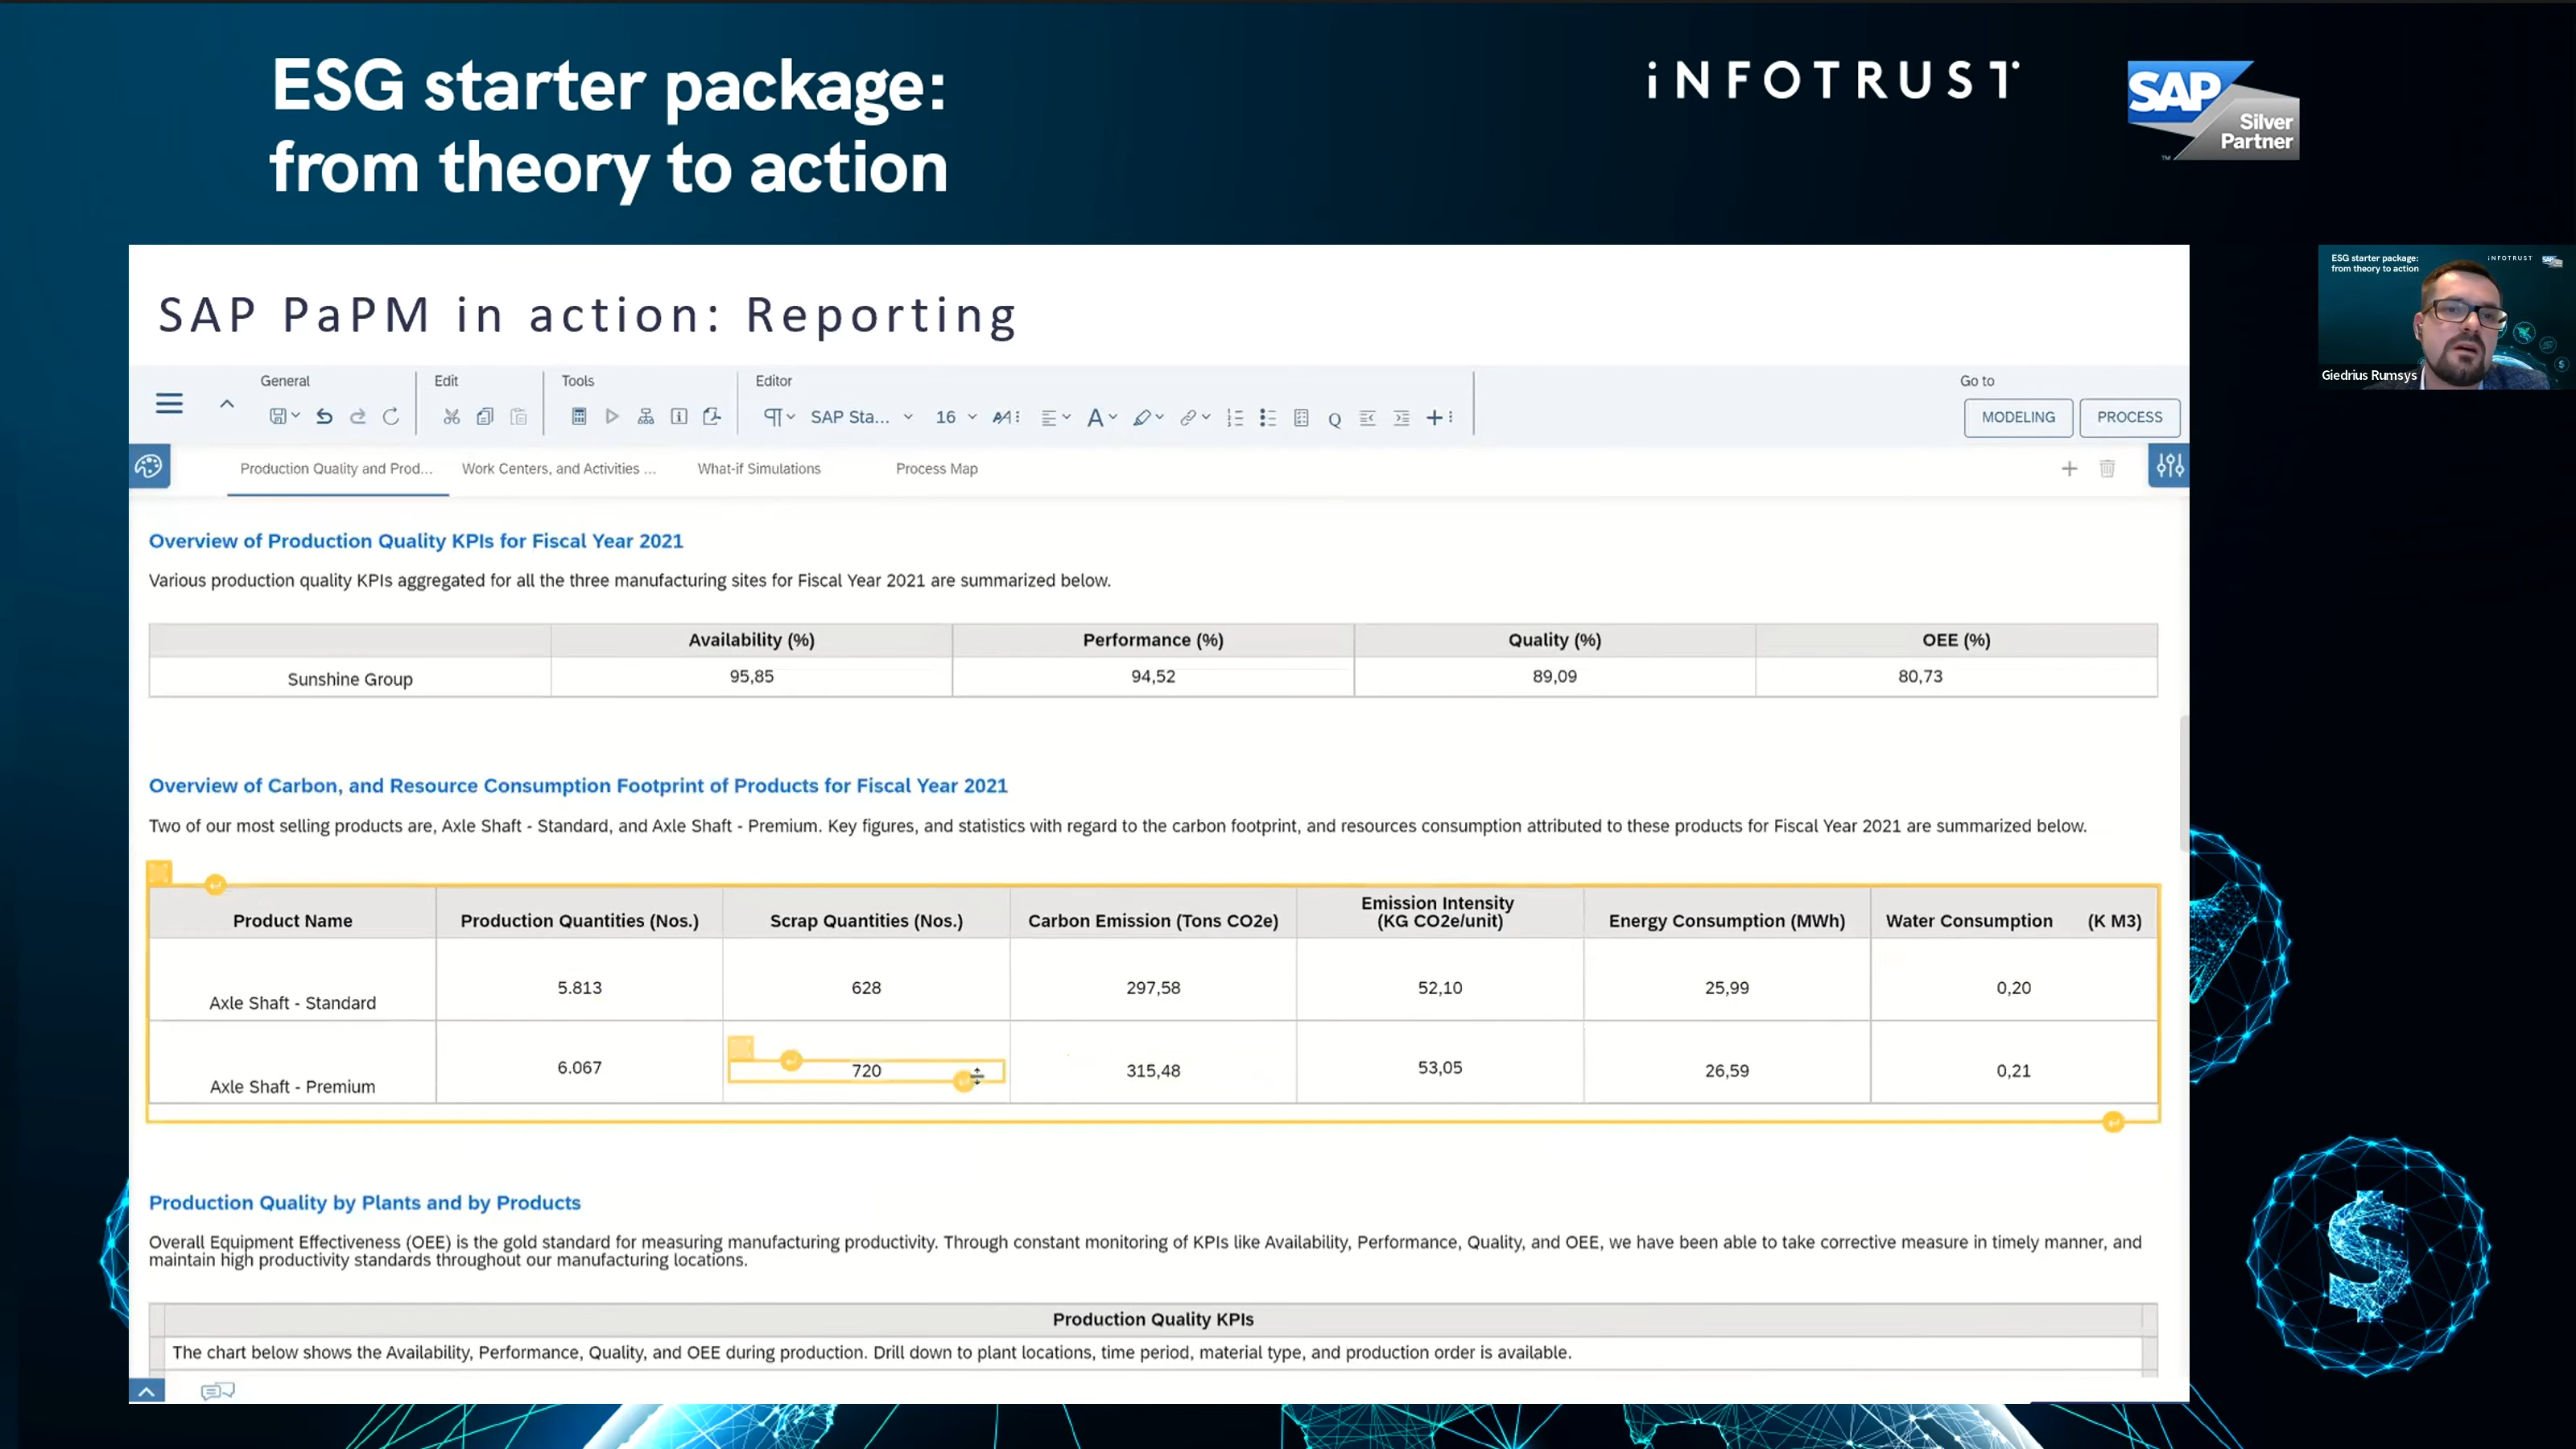 ESG starter package:
from theory to action
iNFOTRUST
SAP
Silver
Partner
TM
SAP PaPM in action: Reporting
ESG starter package:
from theory to action
INFOTRUST
Giedrius Rumsys
General
Edit
Tools
Editor
Go to
SAP Sta...
16
MODELING
PROCESS
Production Quality and Prod...
Work Centers, and Activities ...
What-if Simulations
Process Map
Overview of Production Quality KPIs for Fiscal Year 2021
Various production quality KPIs aggregated for all the three manufacturing sites for Fiscal Year 2021 are summarized below.
Availability (%) Performance (%) Quality (%) OEE (%)
Sunshine Group 95,85 94,52 89,09 80,73
Overview of Carbon, and Resource Consumption Footprint of Products for Fiscal Year 2021
Two of our most selling products are, Axle Shaft - Standard, and Axle Shaft - Premium. Key figures, and statistics with regard to the carbon footprint, and resources consumption attributed to these products for Fiscal Year 2021 are summarized below.
Product Name Production Quantities (Nos.) Scrap Quantities (Nos.) Carbon Emission (Tons CO2e) Emission Intensity (KG CO2e/unit) Energy Consumption (MWh) Water Consumption (K M3)
Axle Shaft - Standard 5.813 628 297,58 52,10 25,99 0,20
Axle Shaft - Premium 6.067 720 315,48 53,05 26,59 0,21
Production Quality by Plants and by Products
Overall Equipment Effectiveness (OEE) is the gold standard for measuring manufacturing productivity. Through constant monitoring of KPIs like Availability, Performance, Quality, and OEE, we have been able to take corrective measure in timely manner, and
maintain high productivity standards throughout our manufacturing locations.
Production Quality KPIs
The chart below shows the Availability, Performance, Quality, and OEE during production. Drill down to plant locations, time period, material type, and production order is available.